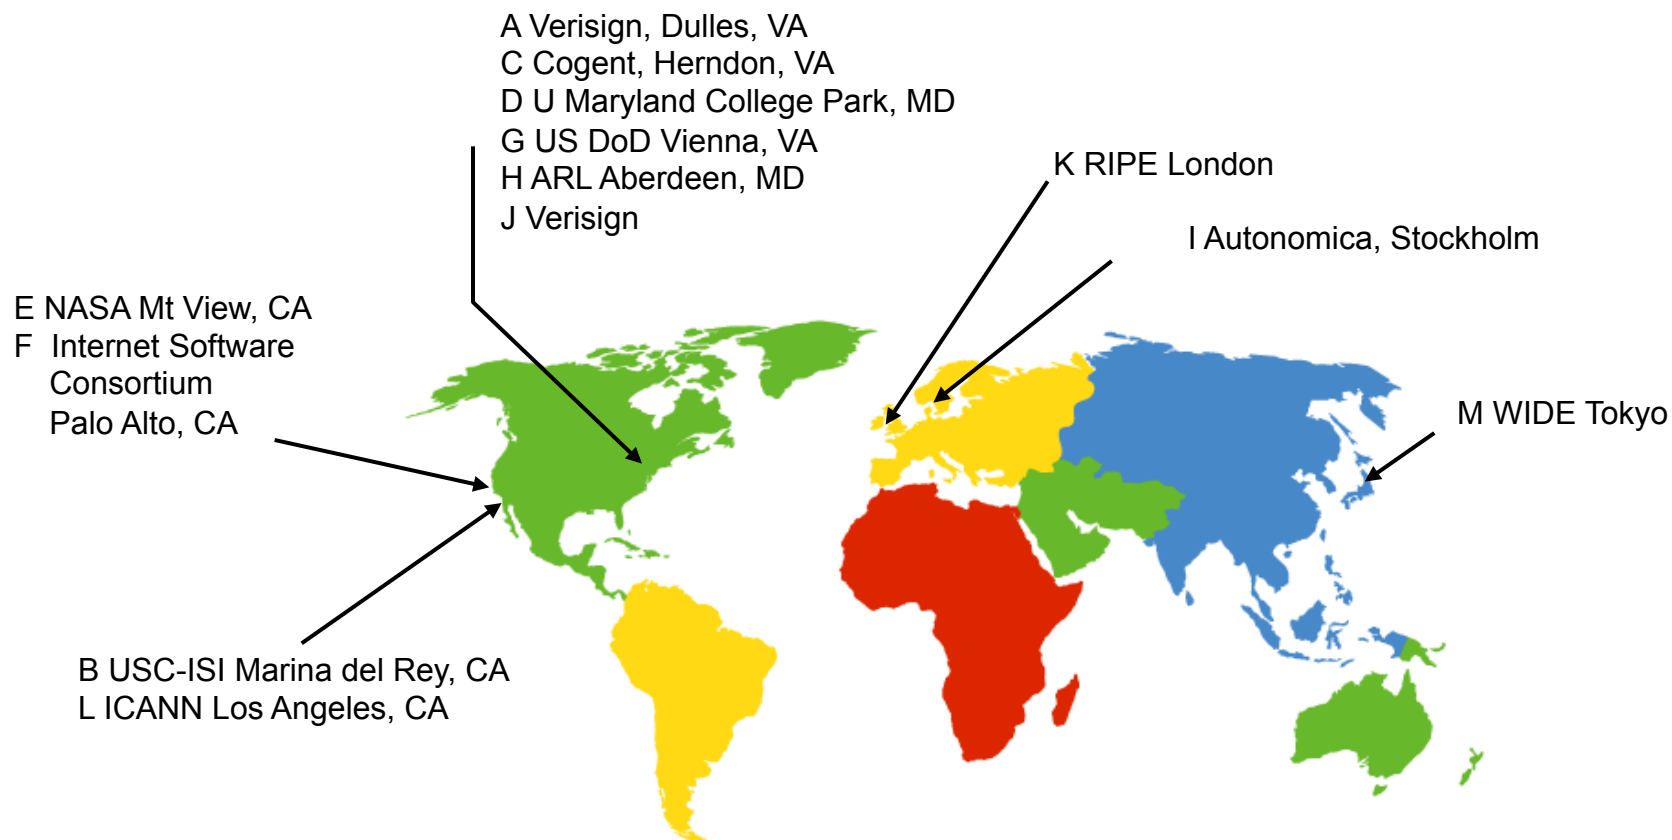 A Verisign, Dulles, VA
C Cogent, Herndon, VA
D U Maryland College Park, MD
G US DoD Vienna, VA
H ARL Aberdeen, MD
J Verisign
K RIPE London
I Autonomica, Stockholm
E NASA Mt View, CA
F Internet Software
Consortium
Palo Alto, CA
M WIDE Tokyo
B USC-ISI Marina del Rey, CA
L ICANN Los Angeles, CA